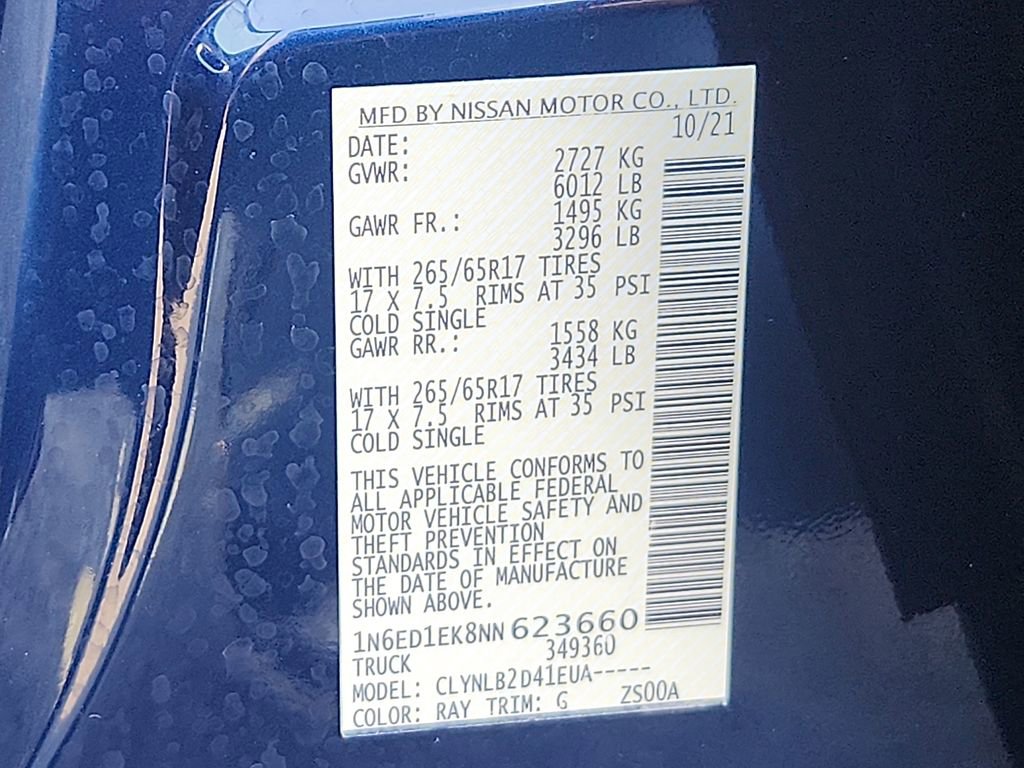 MFD BY NISSAN MOTOR CO., LTD.
DATE: 10/21
GVWR: 2727 KG
6012 LB
GAWR FR.: 1495 KG
3296 LB
WITH 265/65R17 TIRES
17 X 7.5 RIMS AT 35 PSI
COLD SINGLE
GAWR RR.: 1558 KG
3434 LB
WITH 265/65R17 TIRES
17 X 7.5 RIMS AT 35 PSI
COLD SINGLE
THIS VEHICLE CONFORMS TO
ALL APPLICABLE FEDERAL
MOTOR VEHICLE SAFETY AND
THEFT PREVENTION
STANDARDS IN EFFECT ON
THE DATE OF MANUFACTURE
SHOWN ABOVE.
1N6ED1EK8NN 623660
TRUCK 349360
MODEL: CLYNLB2D41EUA-----
COLOR: RAY TRIM: G ZS00A